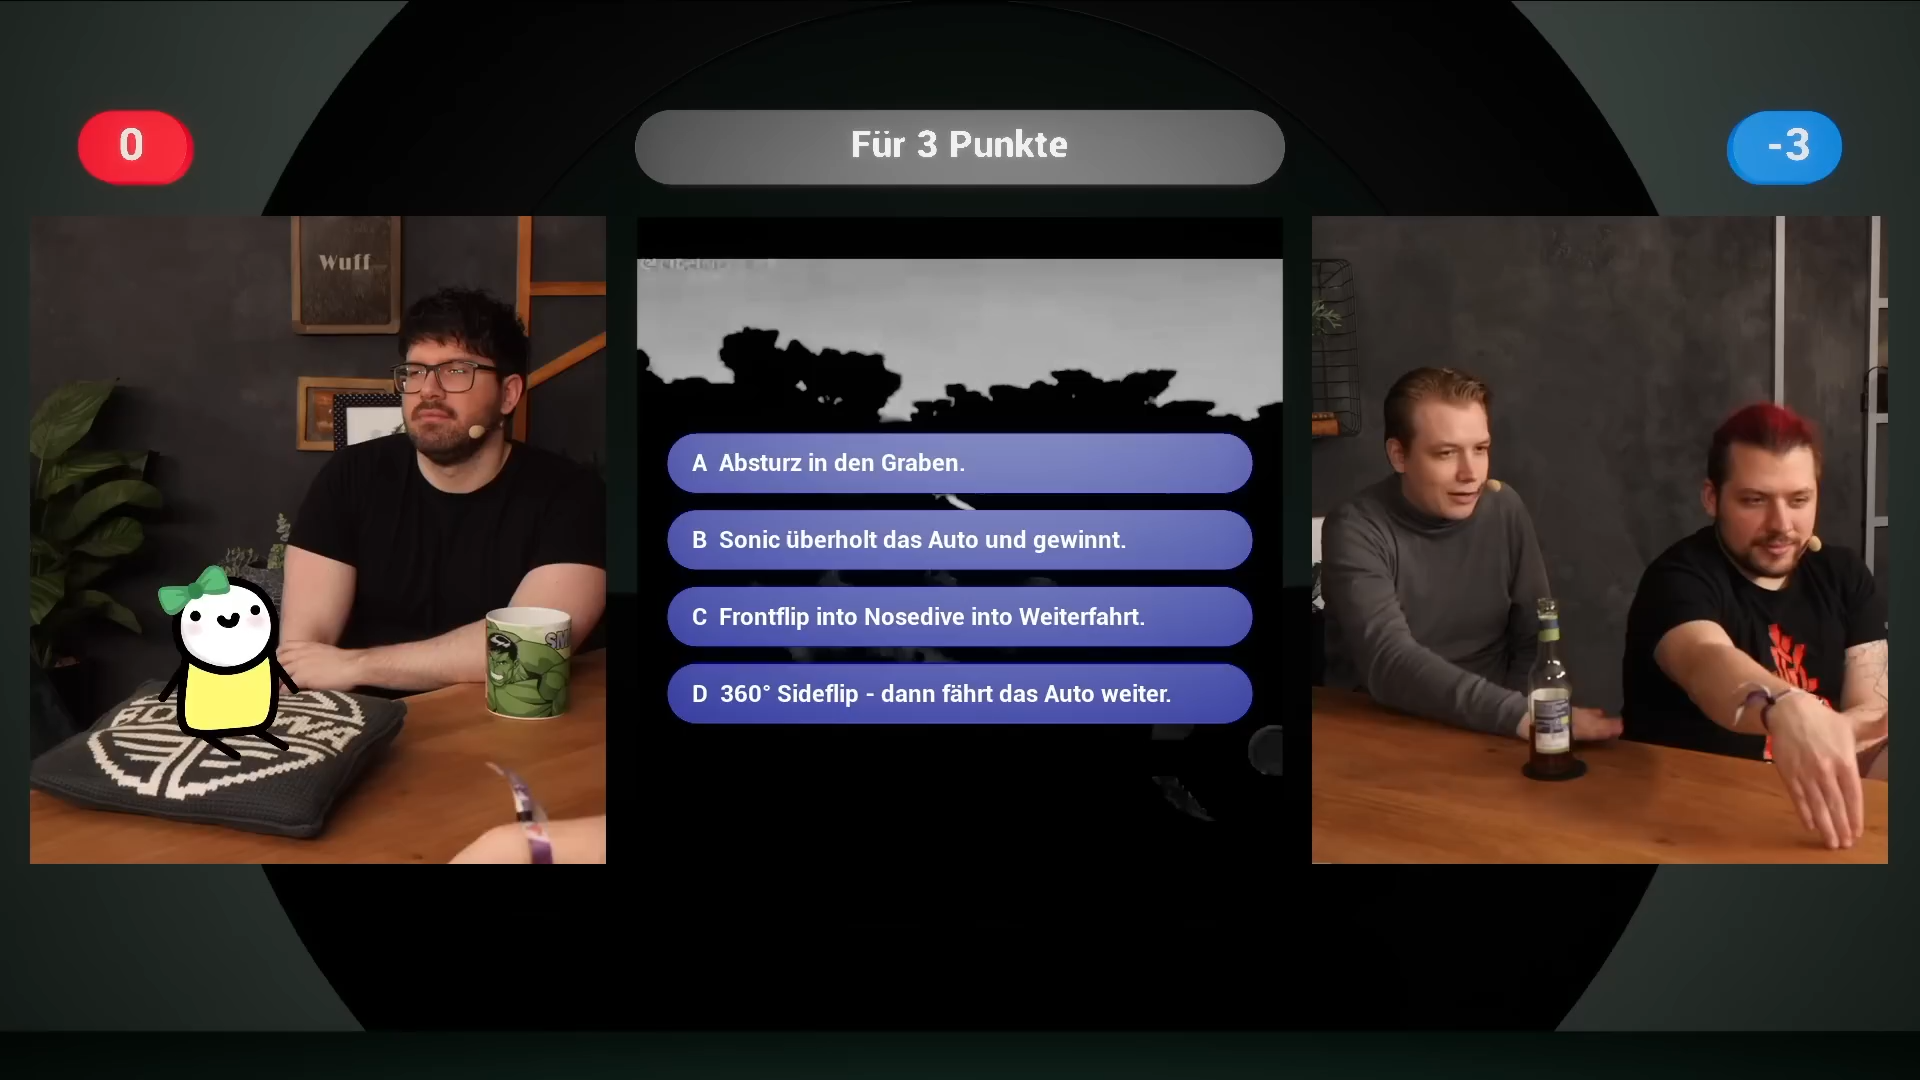 0
Für 3 Punkte
-3
Wuff
A Absturz in den Graben.
B Sonic überholt das Auto und gewinnt.
C Frontflip into Nosedive into Weiterfahrt.
D 360° Sideflip - dann fährt das Auto weiter.